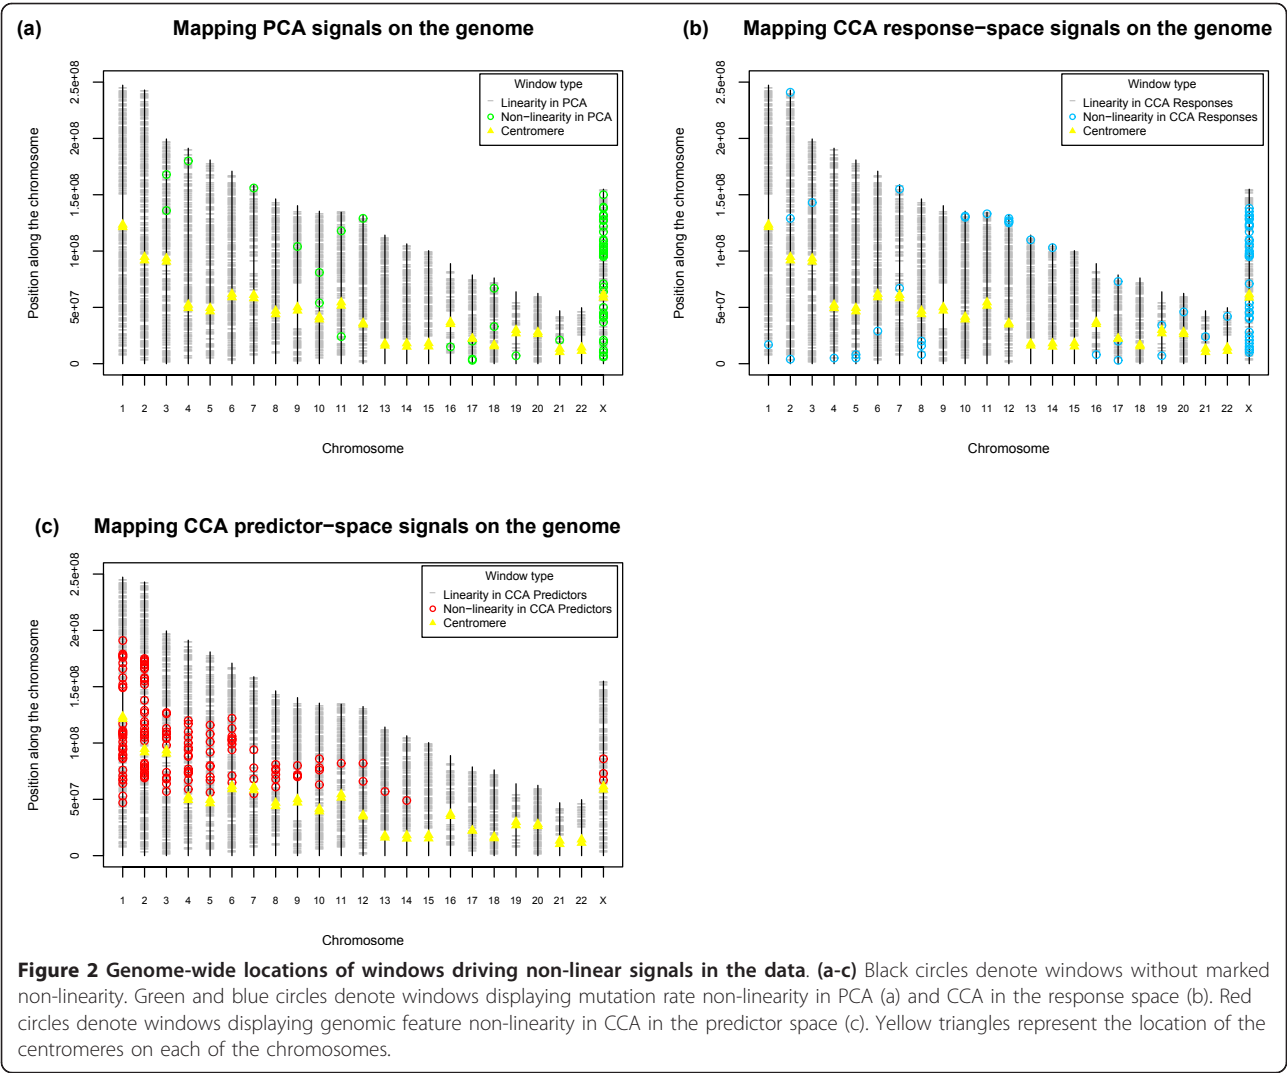 (a) Mapping PCA signals on the genome
Window type
Linearity in PCA
Non−linearity in PCA
Centromere
Position along the chromosome
0 5e+07 1e+08 1.5e+08 2e+08 2.5e+08
1 2 3 4 5 6 7 8 9 10 11 12 13 14 15 16 17 18 19 20 21 22 X
Chromosome
(b) Mapping CCA response−space signals on the genome
Window type
Linearity in CCA Responses
Non−linearity in CCA Responses
Centromere
Position along the chromosome
0 5e+07 1e+08 1.5e+08 2e+08 2.5e+08
1 2 3 4 5 6 7 8 9 10 11 12 13 14 15 16 17 18 19 20 21 22 X
Chromosome
(c) Mapping CCA predictor−space signals on the genome
Window type
Linearity in CCA Predictors
Non−linearity in CCA Predictors
Centromere
Position along the chromosome
0 5e+07 1e+08 1.5e+08 2e+08 2.5e+08
1 2 3 4 5 6 7 8 9 10 11 12 13 14 15 16 17 18 19 20 21 22 X
Chromosome
Figure 2 Genome-wide locations of windows driving non-linear signals in the data. (a-c) Black circles denote windows without marked
non-linearity. Green and blue circles denote windows displaying mutation rate non-linearity in PCA (a) and CCA in the response space (b). Red
circles denote windows displaying genomic feature non-linearity in CCA in the predictor space (c). Yellow triangles represent the location of the
centromeres on each of the chromosomes.